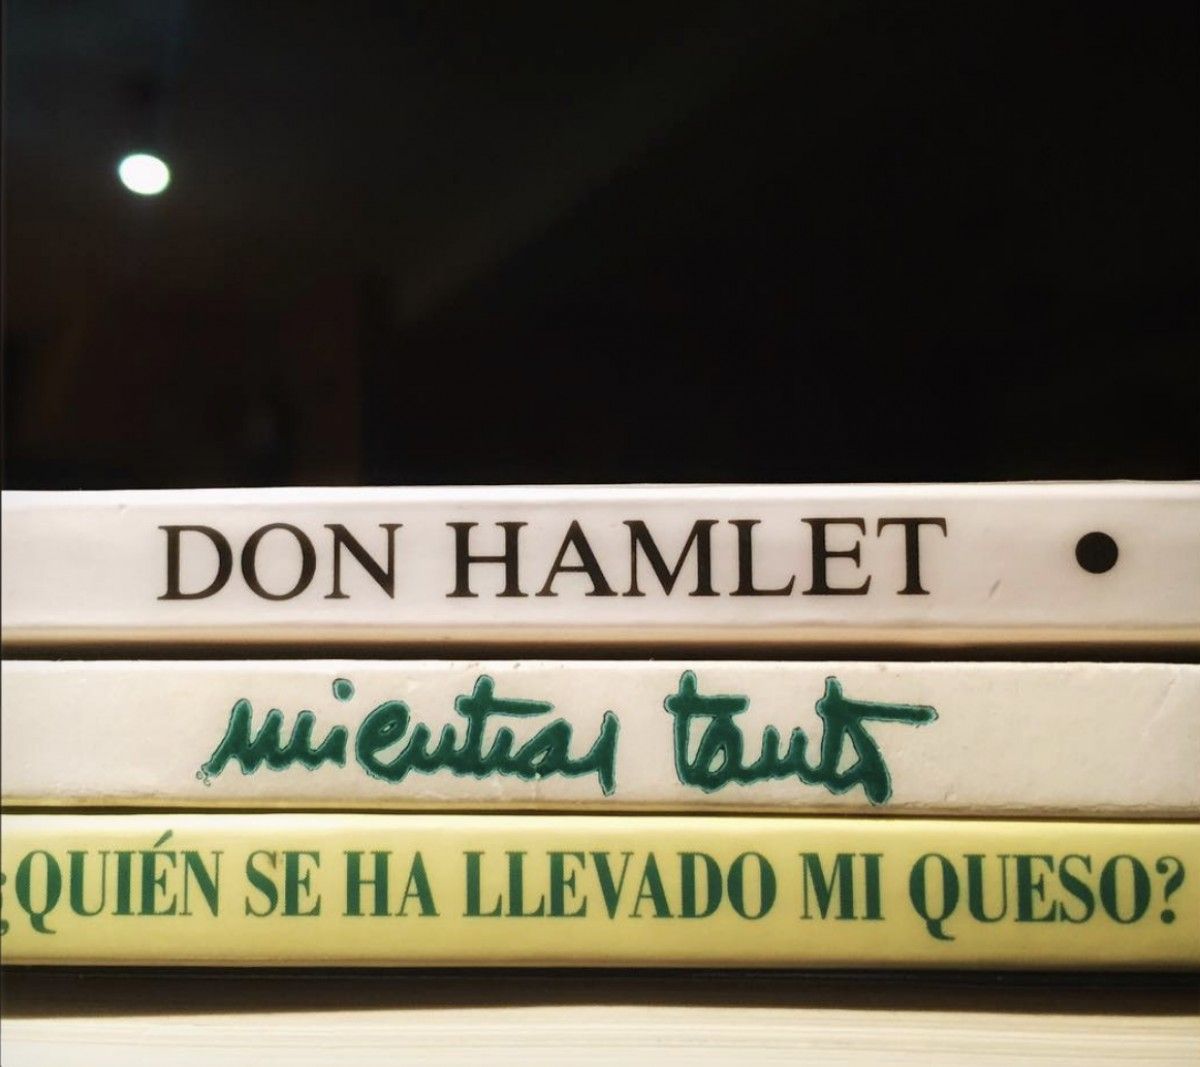 DON HAMLET •
mientras tanto
¿QUIÉN SE HA LLEVADO MI QUESO?